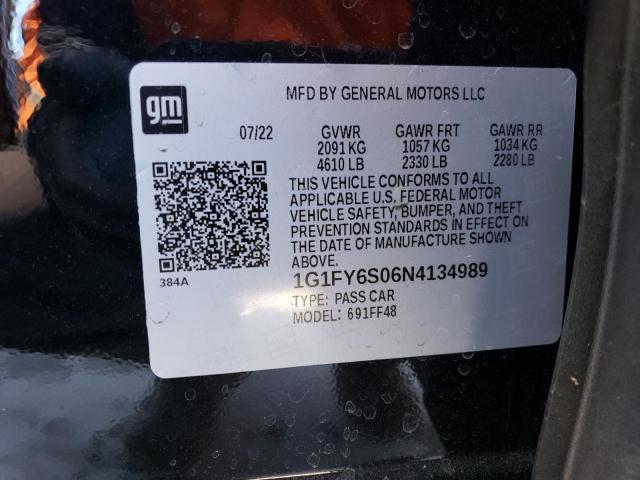 gm
MFD BY GENERAL MOTORS LLC
07/22 GVWR GAWR FRT GAWR RR
2091 KG 1057 KG 1034 KG
4610 LB 2330 LB 2280 LB
THIS VEHICLE CONFORMS TO ALL
APPLICABLE U.S. FEDERAL MOTOR
VEHICLE SAFETY, BUMPER, AND THEFT
PREVENTION STANDARDS IN EFFECT ON
THE DATE OF MANUFACTURE SHOWN
ABOVE.
384A
1G1FY6S06N4134989
TYPE: PASS CAR
MODEL: 691FF48